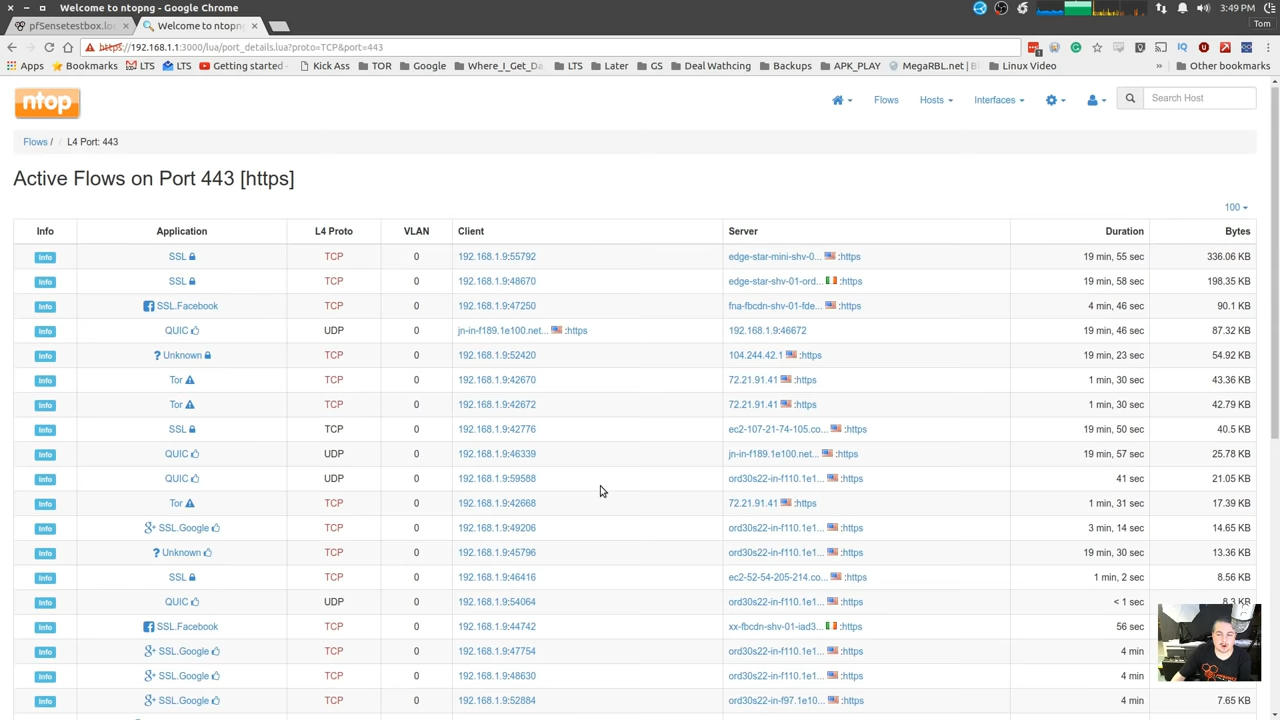 Welcome to ntopng - Google Chrome
3:49 PM
pfSensetestbox.loc
Welcome to ntopng
Tom
https://192.168.1.1:3000/lua/port_details.lua?proto=TCP&port=443
Apps Bookmarks LTS LTS Getting started Kick Ass TOR Google Where_I_Get_Da LTS Later GS Deal Wathcing Backups APK_PLAY MegaRBL.net | Bl Linux Video » Other bookmarks
ntop
Flows Hosts Interfaces Search Host
Flows / L4 Port: 443
Active Flows on Port 443 [https]
100
Info Application L4 Proto VLAN Client Server Duration Bytes
Info SSL TCP 0 192.168.1.9:55792 edge-star-mini-shv-0... :https 19 min, 55 sec 336.06 KB
Info SSL TCP 0 192.168.1.9:48670 edge-star-shv-01-ord... :https 19 min, 58 sec 198.35 KB
Info SSL.Facebook TCP 0 192.168.1.9:47250 fna-fbcdn-shv-01-fde... :https 4 min, 46 sec 90.1 KB
Info QUIC UDP 0 jn-in-f189.1e100.net... :https 192.168.1.9:46672 19 min, 46 sec 87.32 KB
Info ? Unknown TCP 0 192.168.1.9:52420 104.244.42.1 :https 19 min, 23 sec 54.92 KB
Info Tor TCP 0 192.168.1.9:42670 72.21.91.41 :https 1 min, 30 sec 43.36 KB
Info Tor TCP 0 192.168.1.9:42672 72.21.91.41 :https 1 min, 30 sec 42.79 KB
Info SSL TCP 0 192.168.1.9:42776 ec2-107-21-74-105.co... :https 19 min, 50 sec 40.5 KB
Info QUIC UDP 0 192.168.1.9:46339 jn-in-f189.1e100.net... :https 19 min, 57 sec 25.78 KB
Info QUIC UDP 0 192.168.1.9:59588 ord30s22-in-f110.1e1... :https 41 sec 21.05 KB
Info Tor TCP 0 192.168.1.9:42668 72.21.91.41 :https 1 min, 31 sec 17.39 KB
Info SSL.Google TCP 0 192.168.1.9:49206 ord30s22-in-f110.1e1... :https 3 min, 14 sec 14.65 KB
Info ? Unknown TCP 0 192.168.1.9:45796 ord30s22-in-f110.1e1... :https 19 min, 30 sec 13.36 KB
Info SSL TCP 0 192.168.1.9:46416 ec2-52-54-205-214.co... :https 1 min, 2 sec 8.56 KB
Info QUIC UDP 0 192.168.1.9:54064 ord30s22-in-f110.1e1... :https < 1 sec 8.3 KB
Info SSL.Facebook TCP 0 192.168.1.9:44742 xx-fbcdn-shv-01-iad3... :https 56 sec
Info SSL.Google TCP 0 192.168.1.9:47754 ord30s22-in-f110.1e1... :https 4 min
Info SSL.Google TCP 0 192.168.1.9:48630 ord30s22-in-f110.1e1... :https 4 min
Info SSL.Google TCP 0 192.168.1.9:52884 ord30s22-in-f97.1e10... :https 4 min 7.65 KB